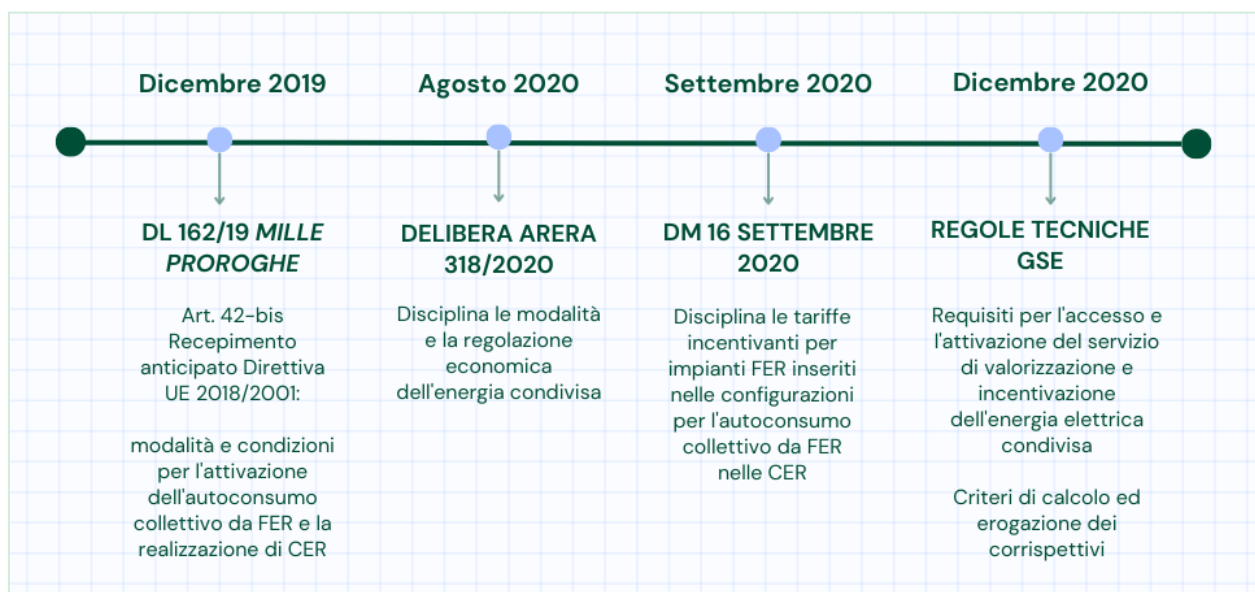 Dicembre 2019
DL 162/19 MILLE
PROROGHE
Art. 42-bis
Recepimento
anticipato Direttiva
UE 2018/2001:
modalità e condizioni
per l'attivazione
dell'autoconsumo
collettivo da FER e la
realizzazione di CER
Agosto 2020
DELIBERA ARERA
318/2020
Disciplina le modalità
e la regolazione
economica
dell'energia condivisa
Settembre 2020
DM 16 SETTEMBRE
2020
Disciplina le tariffe
incentivanti per
impianti FER inseriti
nelle configurazioni
per l'autoconsumo
collettivo da FER
nelle CER
Dicembre 2020
REGOLE TECNICHE
GSE
Requisiti per l'accesso e
l'attivazione del servizio
di valorizzazione e
incentivazione
dell'energia elettrica
condivisa
Criteri di calcolo ed
erogazione dei
corrispettivi